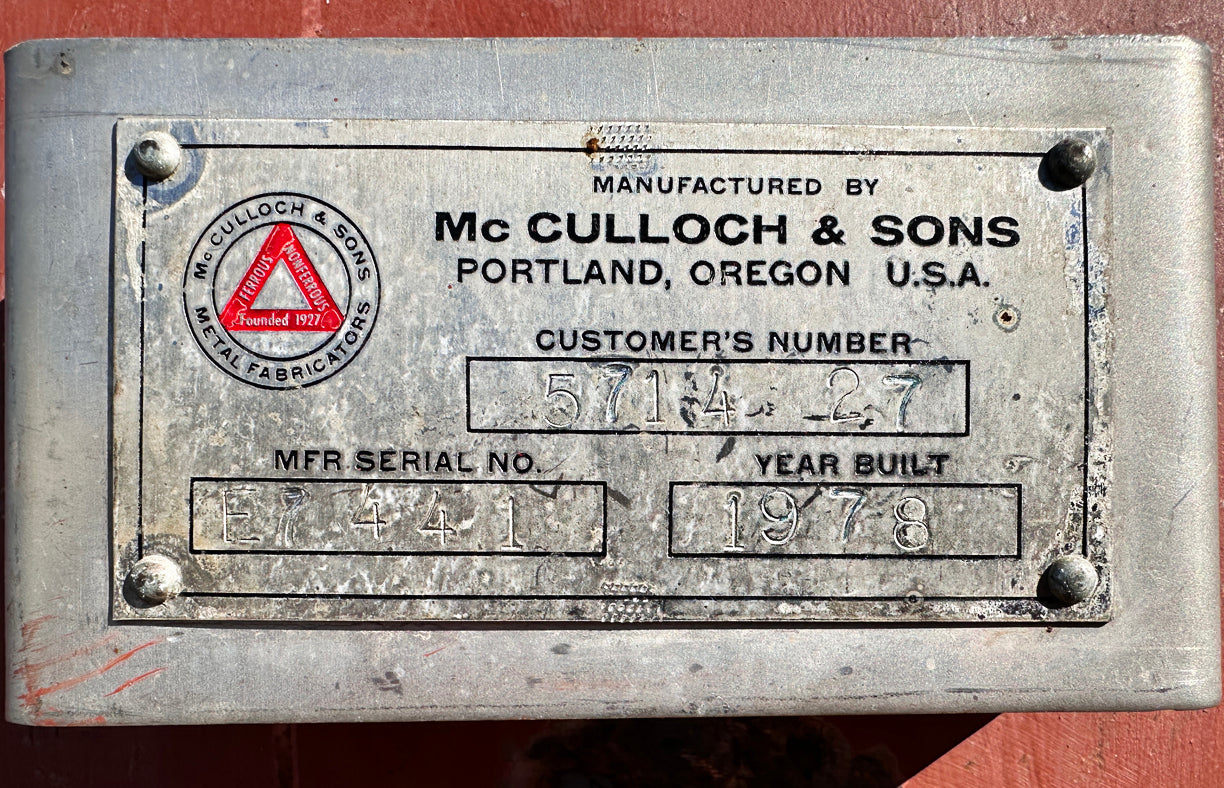 McCULLOCH & SONS
METAL FABRICATORS
FERROUS
NONFERROUS
Founded 1927
MANUFACTURED BY
Mc CULLOCH & SONS
PORTLAND, OREGON U.S.A.
CUSTOMER'S NUMBER
5714 27
MFR. SERIAL NO.
E7441
YEAR BUILT
1978